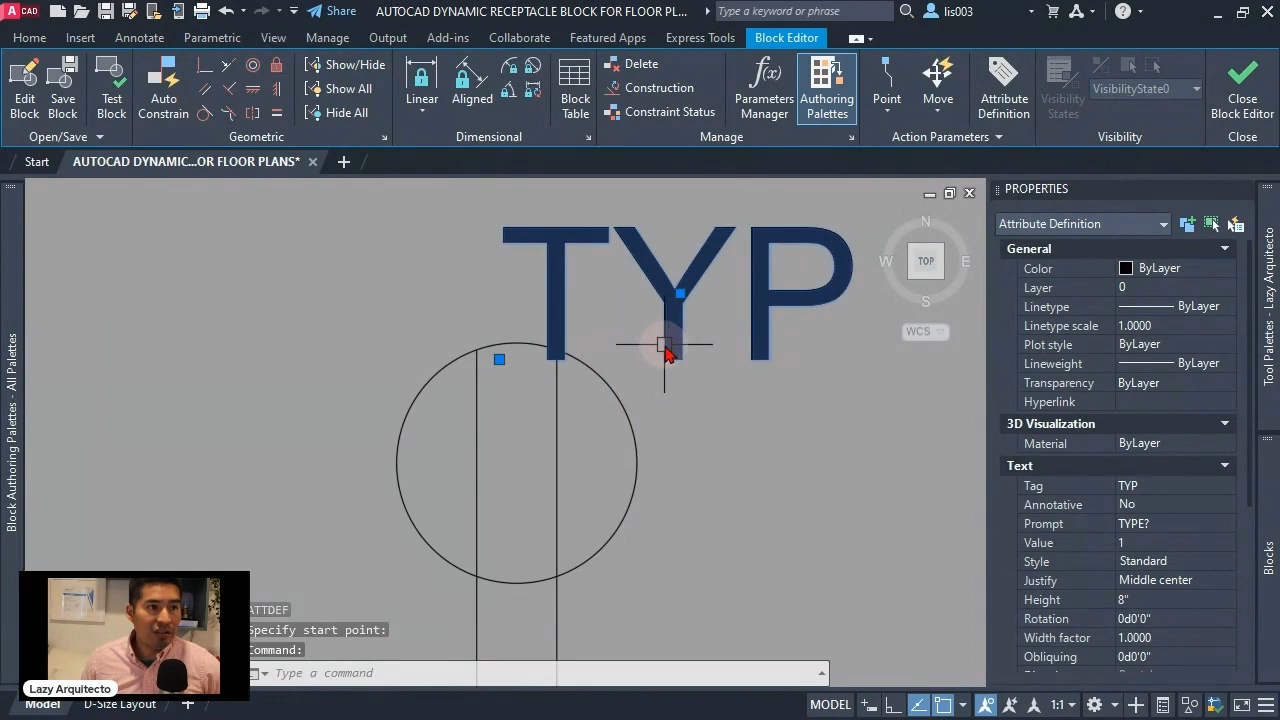 A CAD
Share
AUTOCAD DYNAMIC RECEPTACLE BLOCK FOR FLOOR PL...
Type a keyword or phrase
lis003
Home Insert Annotate Parametric View Manage Output Add-ins Collaborate Featured Apps Express Tools Block Editor
Edit Block
Save Block
Test Block
Auto Constrain
Show/Hide
Show All
Hide All
Linear
Aligned
Block Table
Delete
Construction
Constraint Status
f(x)
Parameters Manager
Authoring Palettes
Point
Move
Attribute Definition
Visibility States
VisibilityState0
Close Block Editor
Open/Save
Geometric
Dimensional
Manage
Action Parameters
Visibility
Close
Start
AUTOCAD DYNAMIC...OR FLOOR PLANS*
Block Authoring Palettes - All Palettes
TYP
N
W
TOP
E
S
WCS
PROPERTIES
Attribute Definition
General
Color ByLayer
Layer 0
Linetype ByLayer
Linetype scale 1.0000
Plot style ByLayer
Lineweight ByLayer
Transparency ByLayer
Hyperlink
3D Visualization
Material ByLayer
Text
Tag TYP
Annotative No
Prompt TYPE?
Value 1
Style Standard
Justify Middle center
Height 8"
Rotation 0d0'0"
Width factor 1.0000
Obliquing 0d0'0"
Tool Palettes - Lazy Arquitecto
Blocks
ATTDEF
Specify start point:
Command:
Type a command
Lazy Arquitecto
Model D-Size Layout
MODEL
1:1